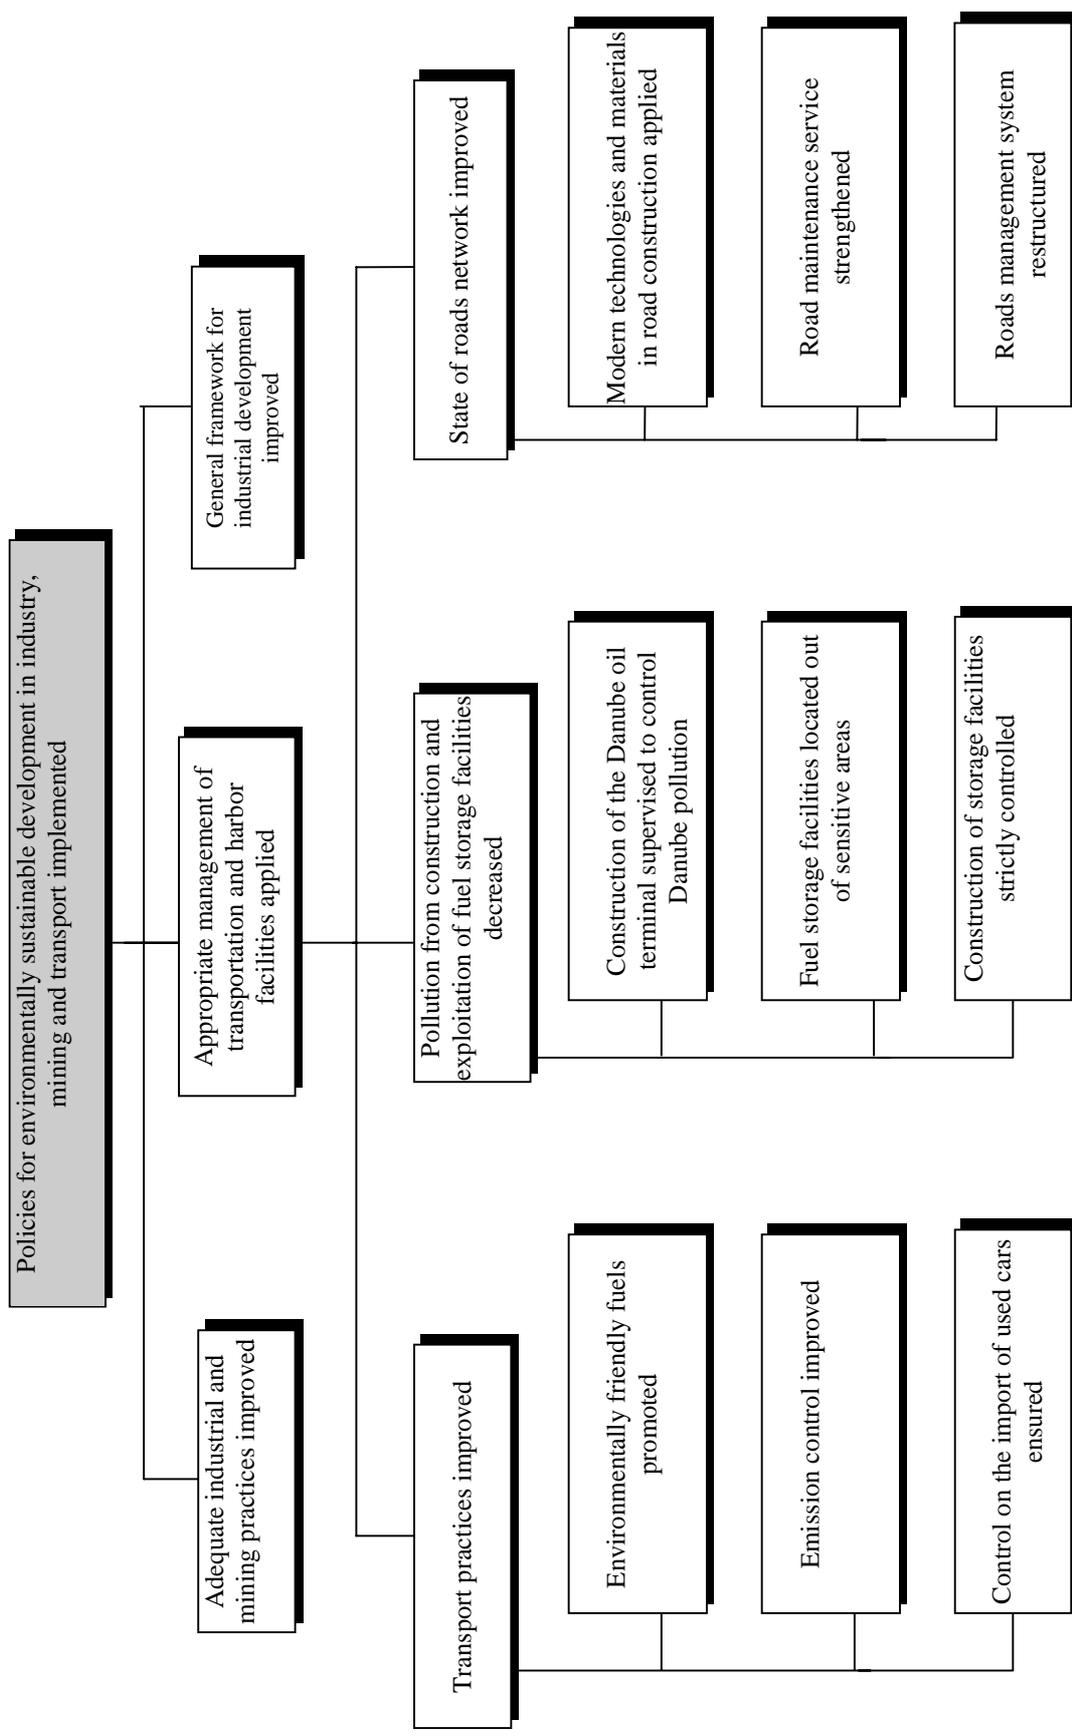 Policies for environmentally sustainable development in industry,
mining and transport implemented
Adequate industrial and
mining practices improved
Appropriate management of
transportation and harbor
facilities applied
General framework for
industrial development
improved
Transport practices improved
Pollution from construction and
exploitation of fuel storage facilities
decreased
State of roads network improved
Environmentally friendly fuels
promoted
Construction of the Danube oil
terminal supervised to control
Danube pollution
Modern technologies and materials
in road construction applied
Emission control improved
Fuel storage facilities located out
of sensitive areas
Road maintenance service
strengthened
Control on the import of used cars
ensured
Construction of storage facilities
strictly controlled
Roads management system
restructured